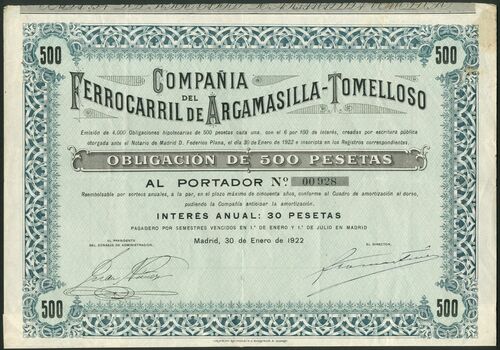 500
500
COMPAÑIA
DEL
FERROCARRIL DE ARGAMASILLA-TOMELLOSO
Emisión de 4.000 Obligaciones hipotecarias de 500 pesetas cada una, con el 6 por 100 de interés, creadas por escritura pública
otorgada ante el Notario de Madrid D. Federico Plana, el día 30 de Enero de 1922 e inscripta en los Registros correspondientes.
OBLIGACIÓN DE 500 PESETAS
AL PORTADOR Nº 00928
Reembolsable por sorteos anuales, a la par, en el plazo máximo de cincuenta años, conforme al Cuadro de amortización al dorso,
pudiendo la Compañía anticipar la amortización.
INTERÉS ANUAL: 30 PESETAS
PAGADERO POR SEMESTRES VENCIDOS EN 1.º DE ENERO Y 1.º DE JULIO EN MADRID
Madrid, 30 de Enero de 1922
EL PRESIDENTE
DEL CONSEJO DE ADMINISTRACIÓN,
EL DIRECTOR,
500
500